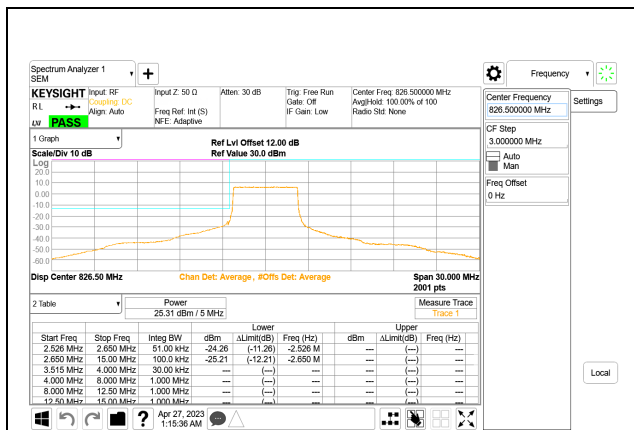 Spectrum Analyzer 1
SEM
+
Frequency
KEYSIGHT
Input: RF
Coupling: DC
Align: Auto
Input Z: 50 Ω
Freq Ref: Int (S)
NFE: Adaptive
Atten: 30 dB
Trig: Free Run
Gate: Off
IF Gain: Low
Center Freq: 826.500000 MHz
Avg|Hold: 100.00% of 100
Radio Std: None
R L
LXI
PASS
Center Frequency
826.500000 MHz
Settings
CF Step
3.000000 MHz
Auto
Man
Freq Offset
0 Hz
Local
1 Graph
Scale/Div 10 dB
Ref Lvl Offset 12.00 dB
Ref Value 30.0 dBm
Log
20.0
10.0
0.00
-10.0
-20.0
-30.0
-40.0
-50.0
-60.0
Disp Center 826.50 MHz
Chan Det: Average, #Offs Det: Average
Span 30.000 MHz
2001 pts
2 Table
Power
25.31 dBm / 5 MHz
Measure Trace
Trace 1
Lower Upper
Start Freq Stop Freq Integ BW dBm ΔLimit(dB) Freq (Hz) dBm ΔLimit(dB) Freq (Hz)
2.526 MHz 2.650 MHz 51.00 kHz -24.26 (-11.26) -2.526 M --- (---) ---
2.650 MHz 15.00 MHz 100.0 kHz -25.21 (-12.21) -2.650 M --- (---) ---
3.515 MHz 4.000 MHz 30.00 kHz --- (---) --- --- (---) ---
4.000 MHz 8.000 MHz 1.000 MHz --- (---) --- --- (---) ---
8.000 MHz 12.50 MHz 1.000 MHz --- (---) --- --- (---) ---
12.50 MHz 15.00 MHz 1.000 MHz --- (---) --- --- (---) ---
?
Apr 27, 2023
1:15:36 AM